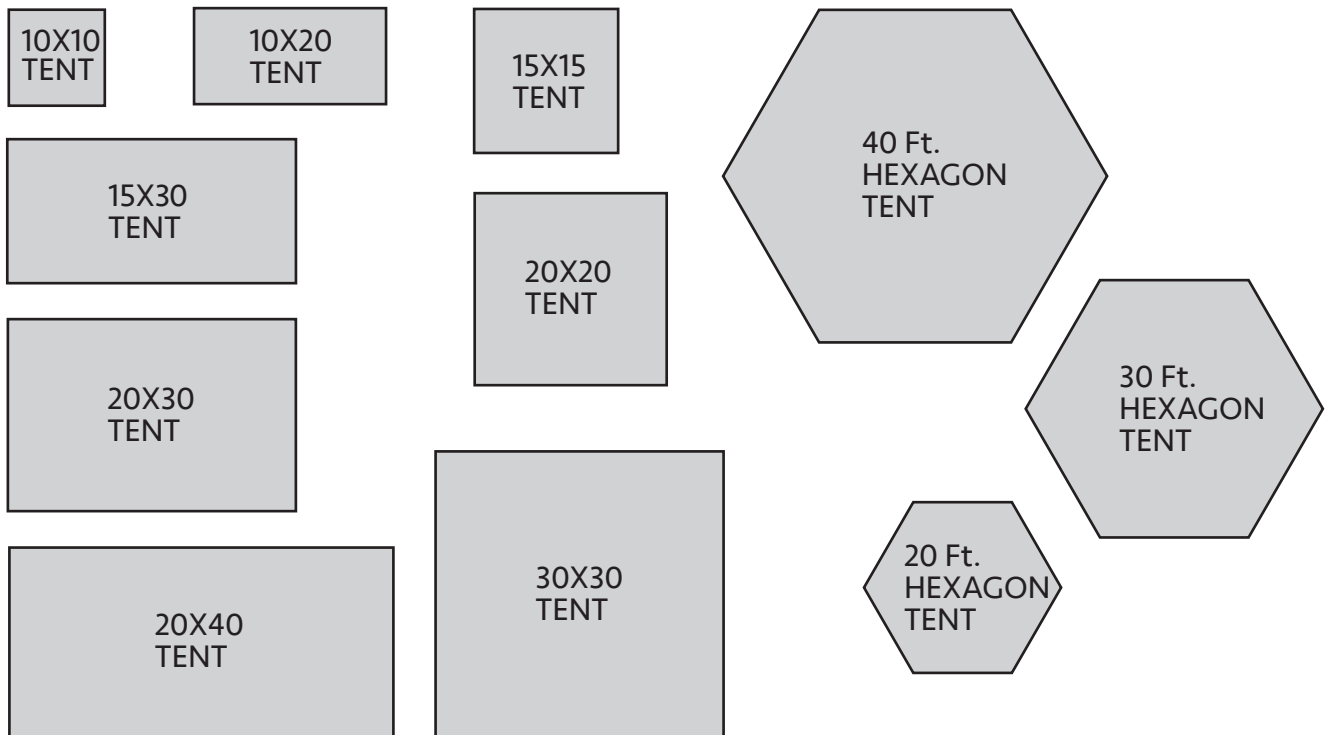 10X10
TENT
10X20
TENT
15X15
TENT
40 Ft.
HEXAGON
TENT
15X30
TENT
20X20
TENT
30 Ft.
HEXAGON
TENT
20X30
TENT
20 Ft.
HEXAGON
TENT
30X30
TENT
20X40
TENT